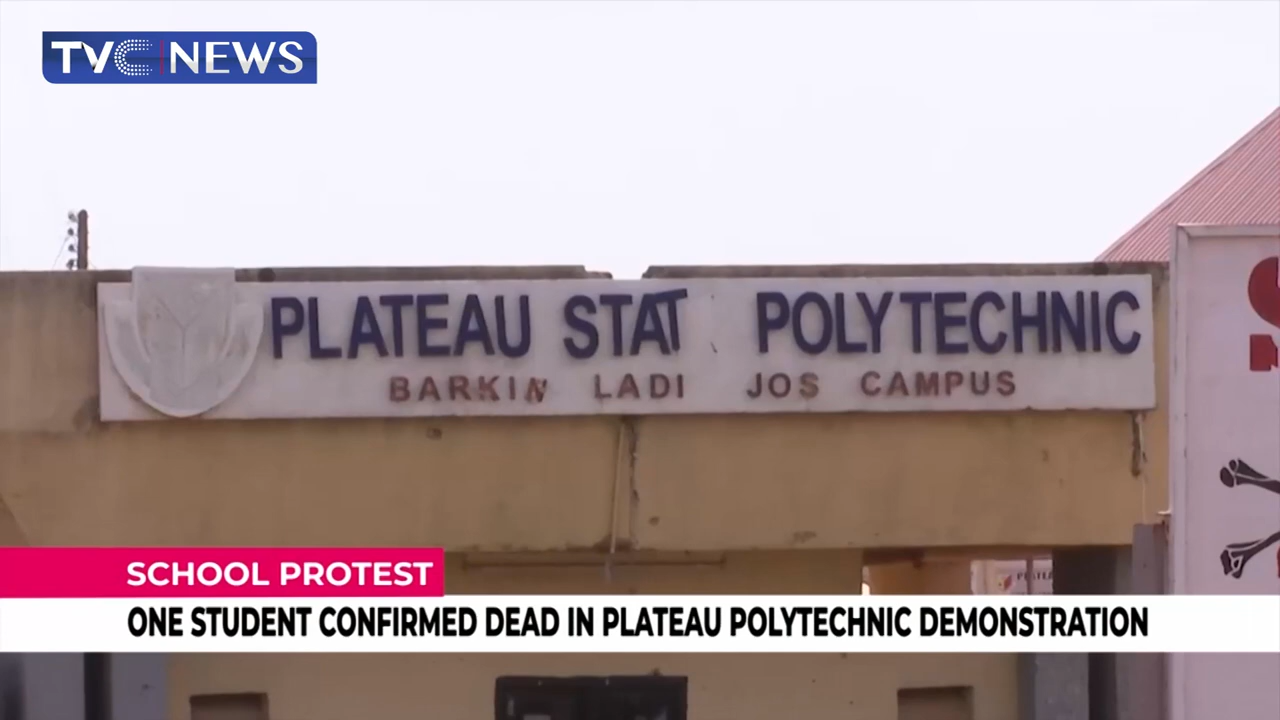 TVC NEWS
PLATEAU STAT POLYTECHNIC
BARKIN LADI JOS CAMPUS
SCHOOL PROTEST
ONE STUDENT CONFIRMED DEAD IN PLATEAU POLYTECHNIC DEMONSTRATION